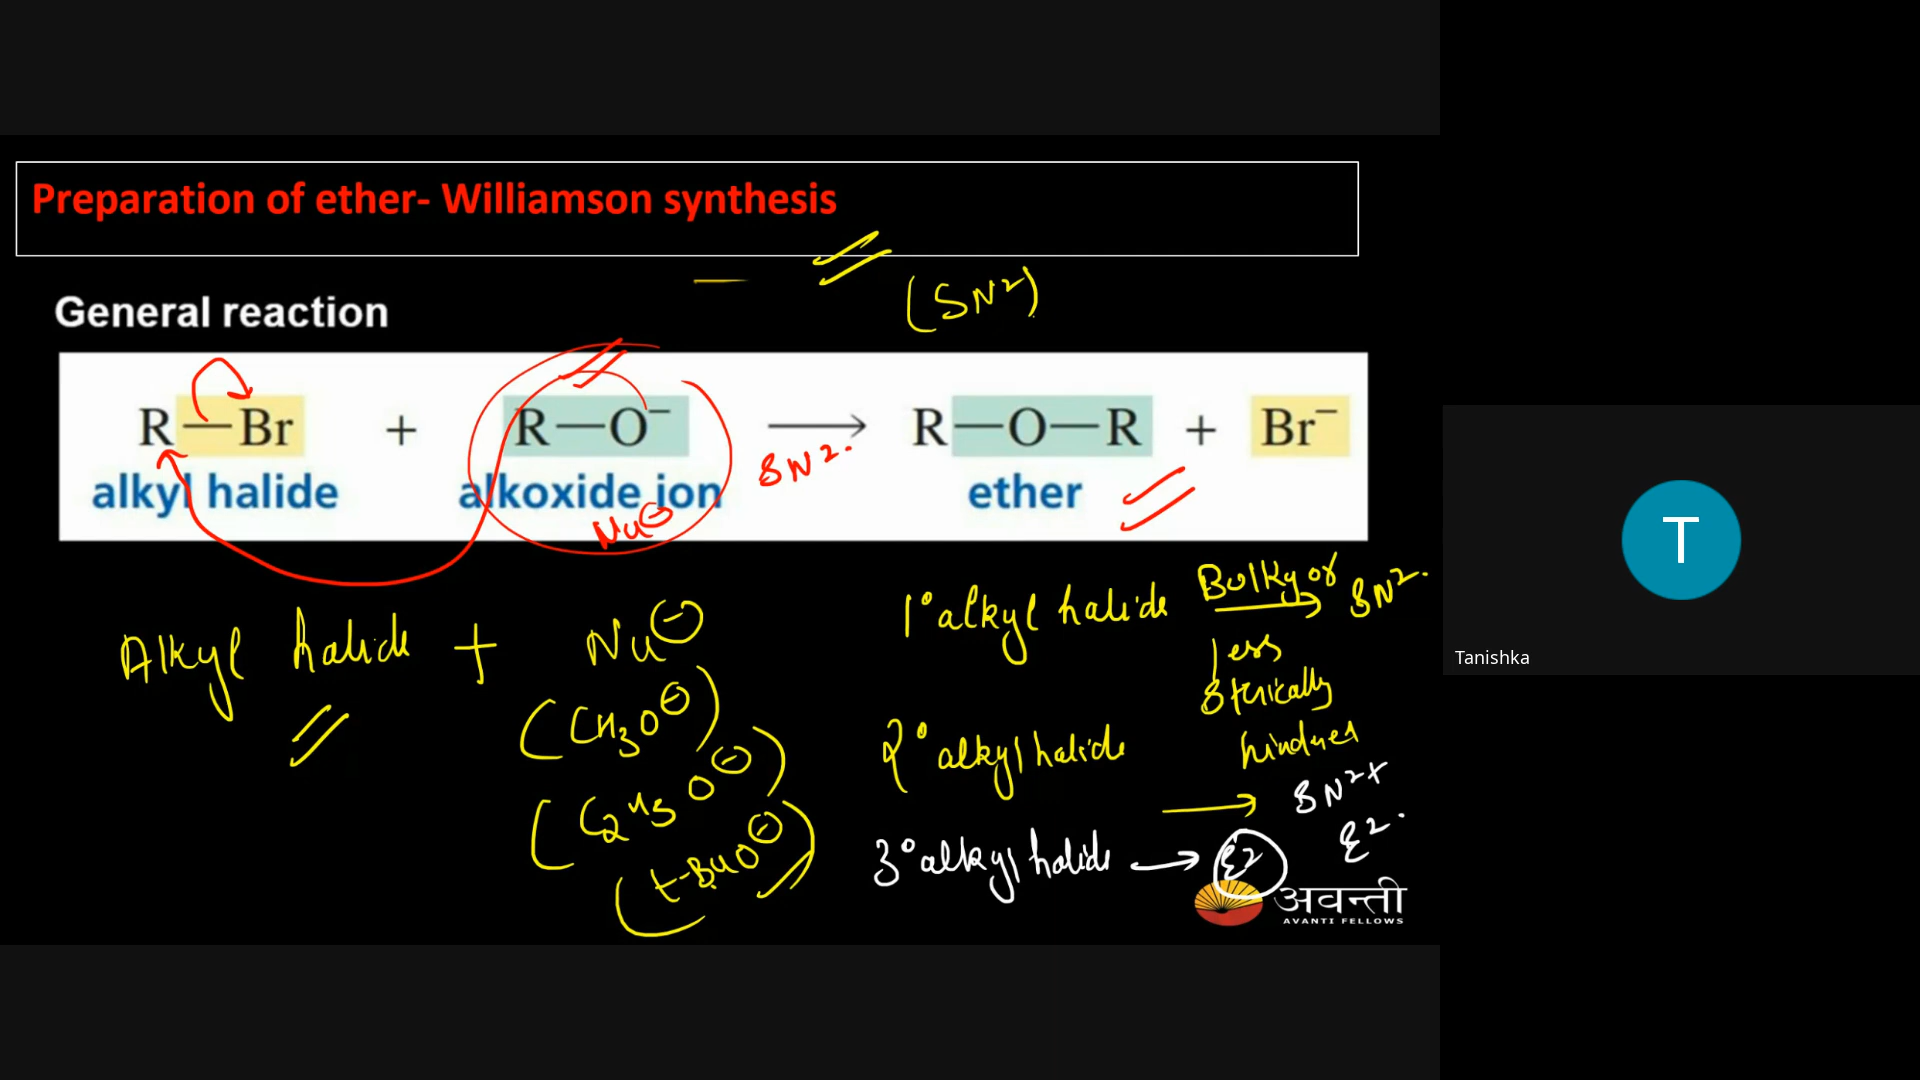 Preparation of ether- Williamson synthesis
(SN²)
General reaction
R—Br + R—O⁻ → R—O—R + Br⁻
SN².
alkyl halide alkoxide ion ether
Nu⊖
Alkyl halide + Nu⊖
(CH₃O⊖)
(C₂H₅O⊖)
(t-BuO⊖)
1° alkyl halide Bulky or → SN².
less
sterically
hindered
2° alkyl halide → SN² x
E².
3° alkyl halide → E2
अवन्ती
AVANTI FELLOWS
T
Tanishka